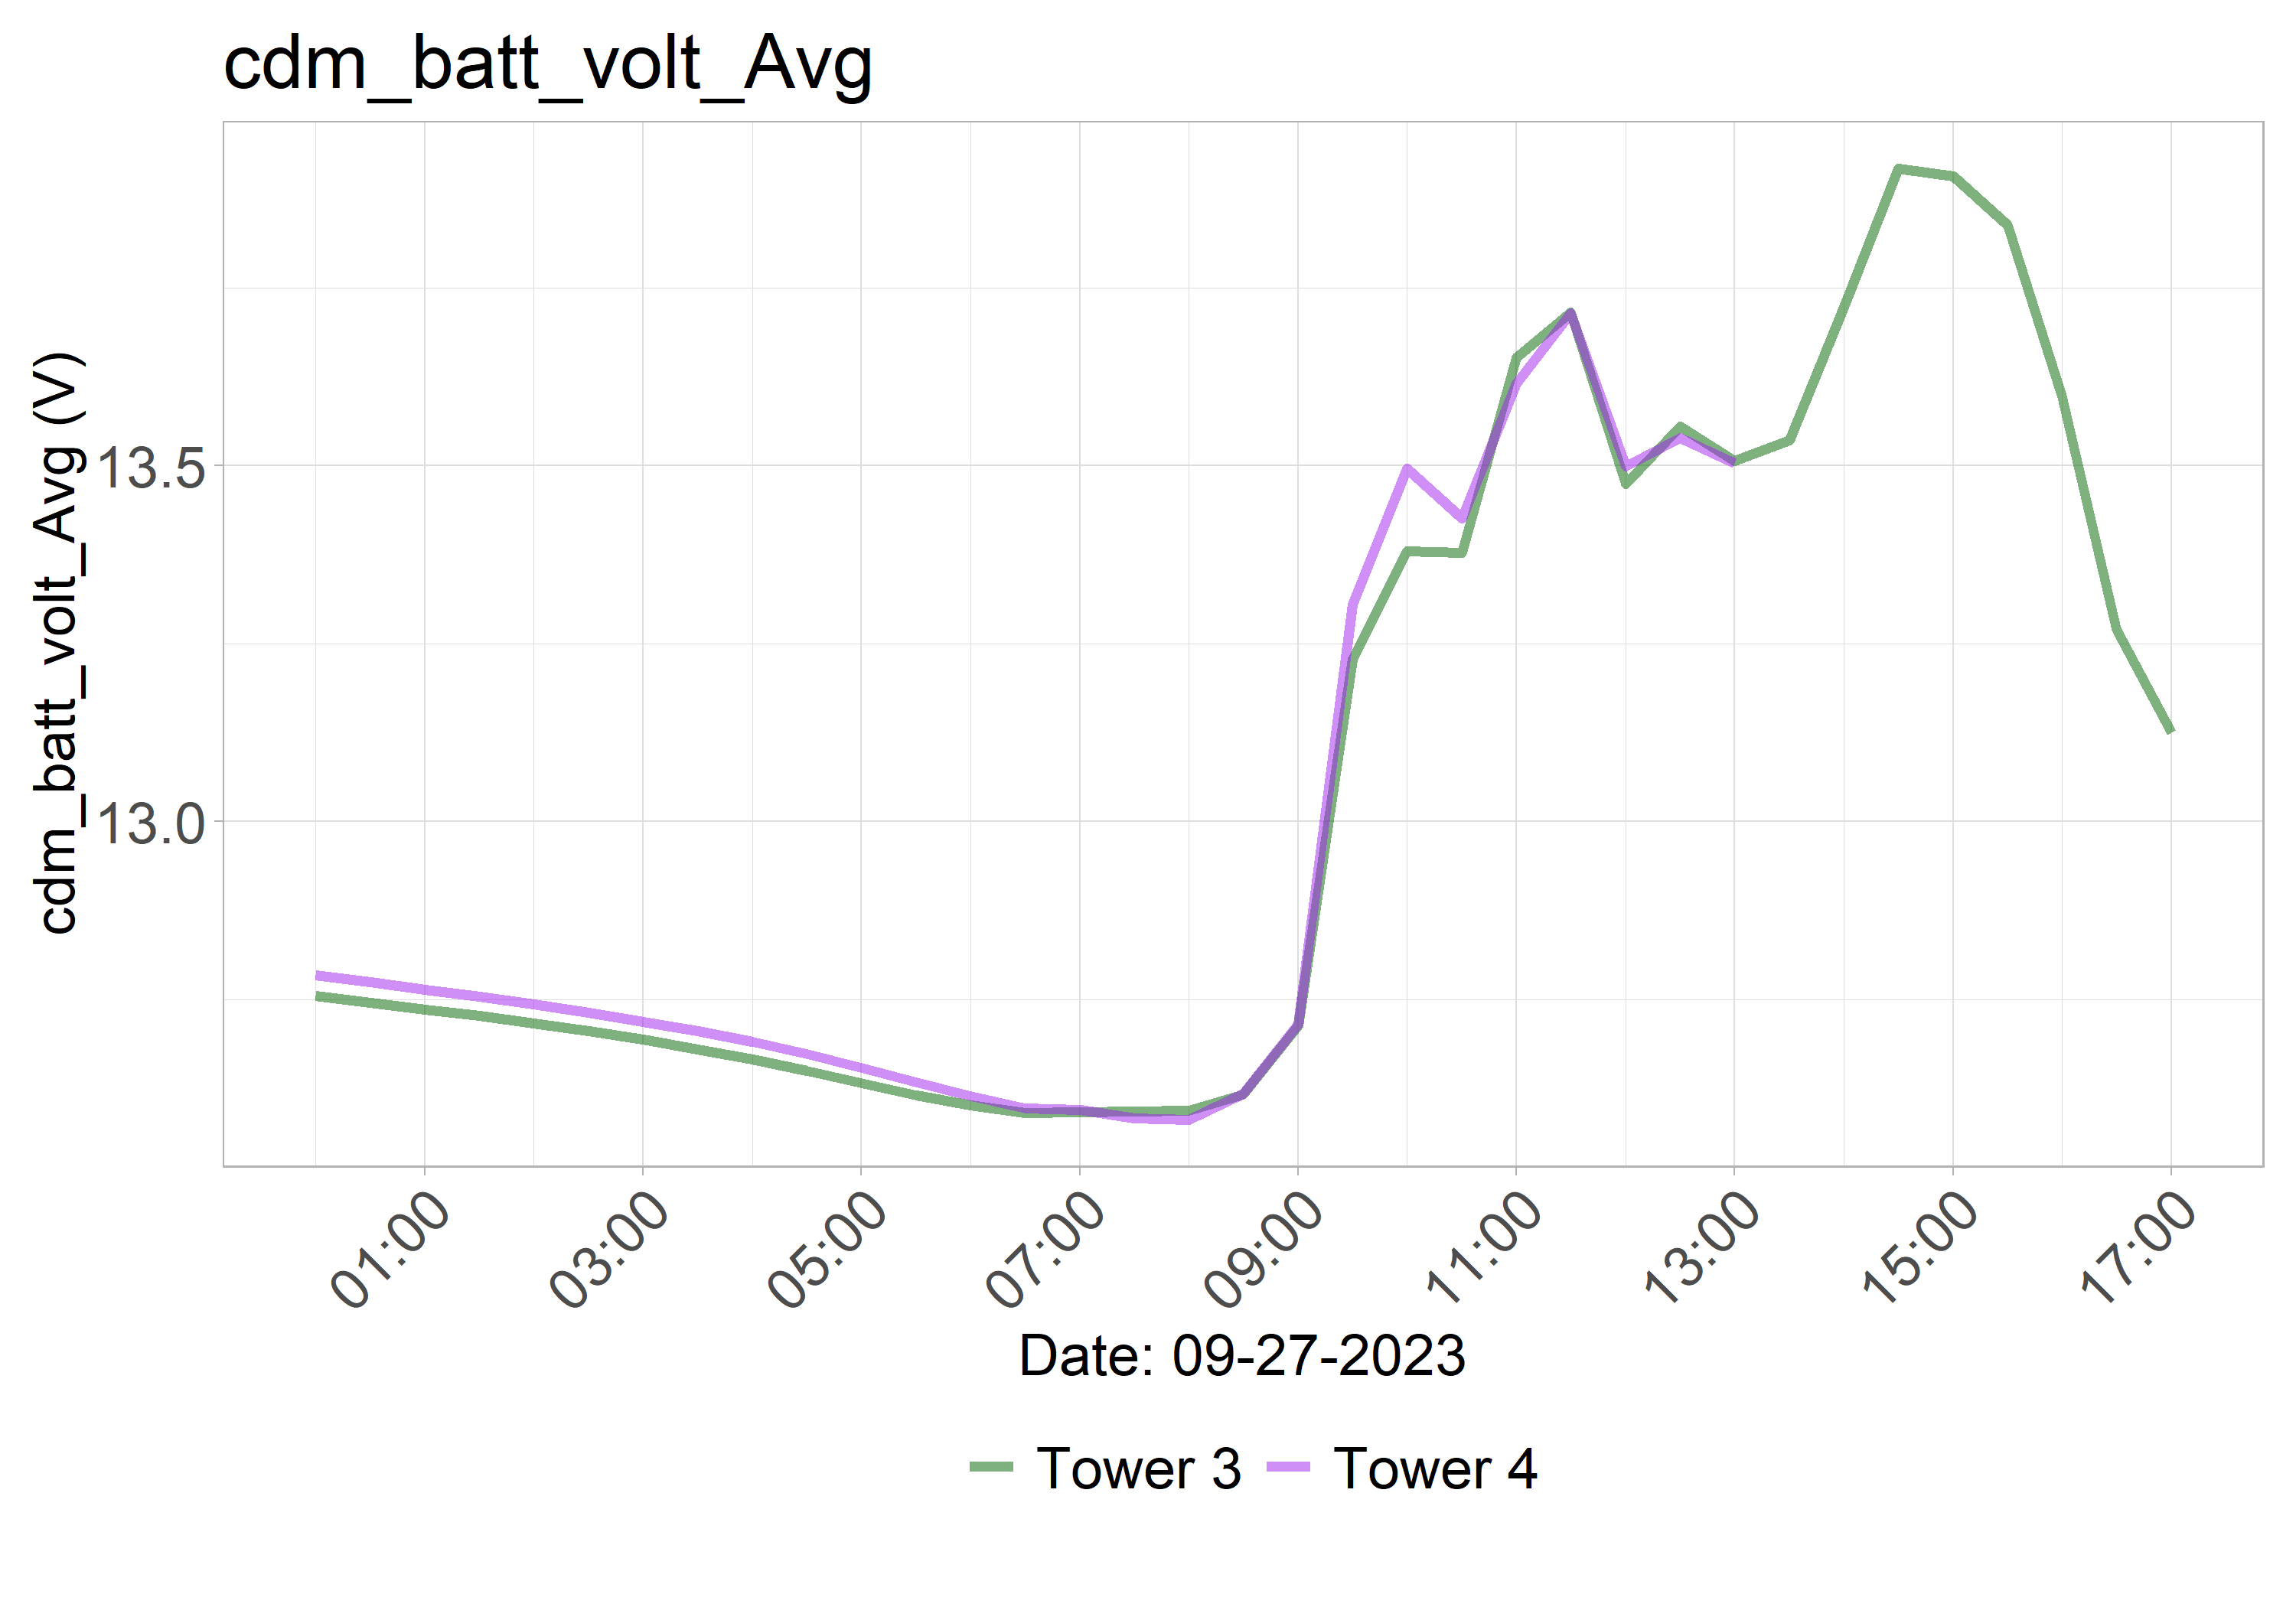 cdm_batt_volt_Avg
cdm_batt_volt_Avg (V)
13.5
13.0
01:00
03:00
05:00
07:00
09:00
11:00
13:00
15:00
17:00
Date: 09-27-2023
Tower 3
Tower 4